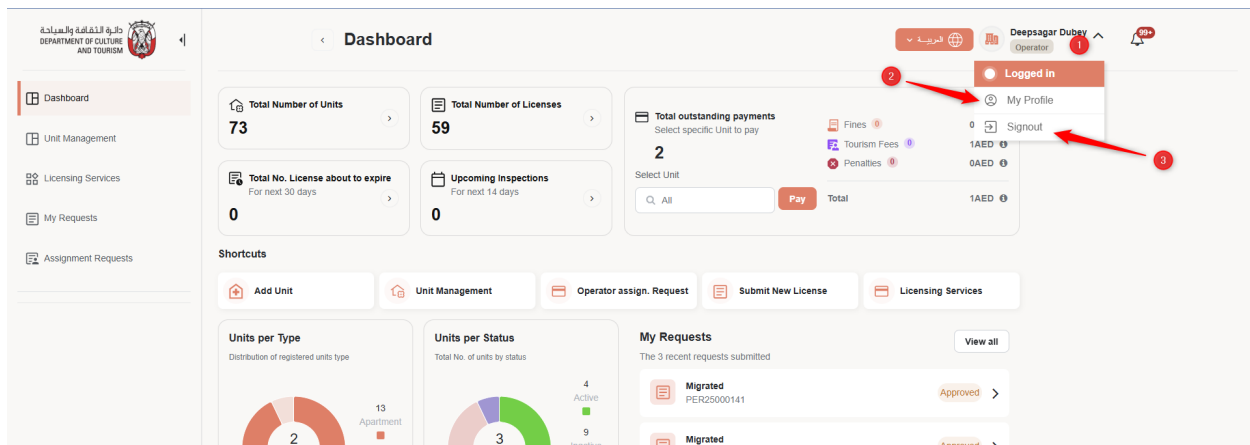 دائرة الثقافة والسياحة
DEPARTMENT OF CULTURE
AND TOURISM
Dashboard
العربية
Deepsagar Dubey
Operator
1
99+
Logged in
2
My Profile
Signout
3
Dashboard
Unit Management
Licensing Services
My Requests
Assignment Requests
Total Number of Units
73
Total Number of Licenses
59
Total No. License about to expire
For next 30 days
0
Upcoming Inspections
For next 14 days
0
Total outstanding payments
Select specific Unit to pay
2
Select Unit
All
Pay
Fines 0
0
Tourism Fees 0
1AED
Penalties 0
0AED
Total
1AED
Shortcuts
Add Unit
Unit Management
Operator assign. Request
Submit New License
Licensing Services
Units per Type
Distribution of registered units type
13
Apartment
2
Units per Status
Total No. of units by status
4
Active
9
3
My Requests
The 3 recent requests submitted
View all
Migrated
PER25000141
Approved
Migrated
Approved